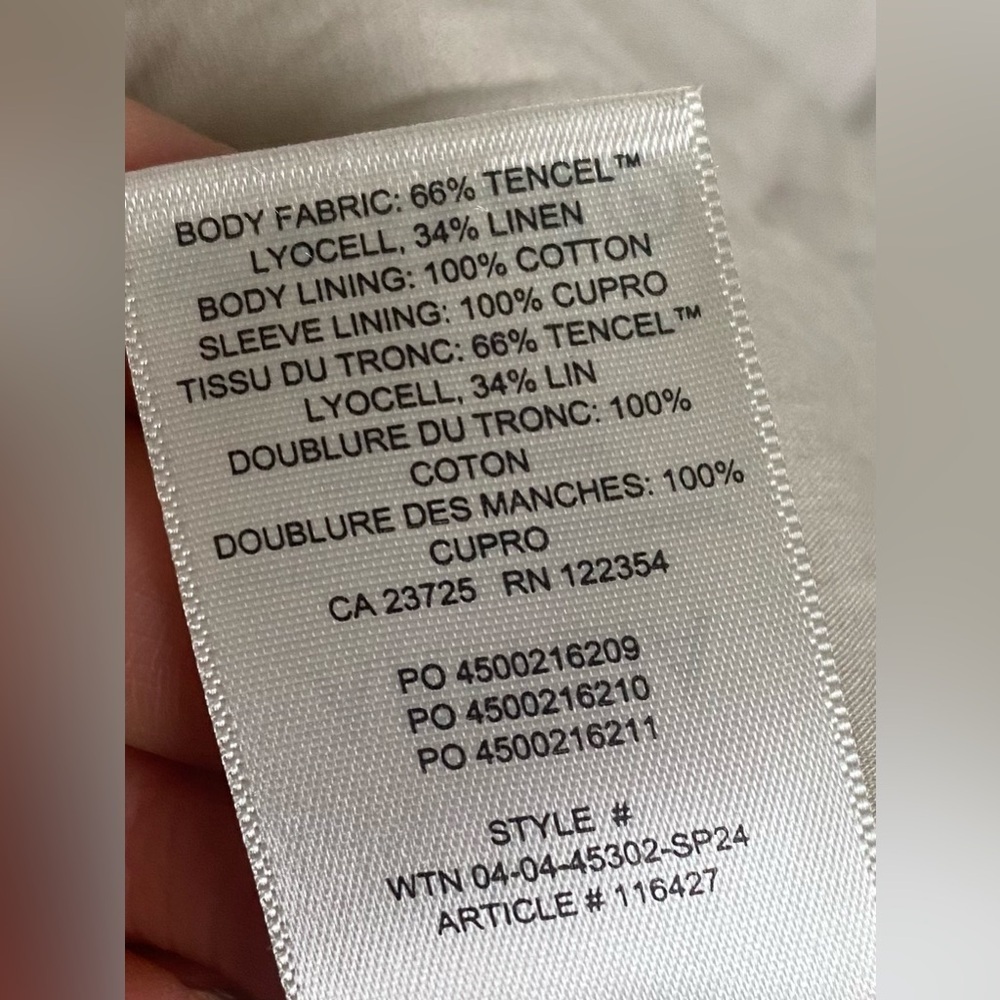 BODY FABRIC: 66% TENCEL™
LYOCELL, 34% LINEN
BODY LINING: 100% COTTON
SLEEVE LINING: 100% CUPRO
TISSU DU TRONC: 66% TENCEL™
LYOCELL, 34% LIN
DOUBLURE DU TRONC: 100%
COTON
DOUBLURE DES MANCHES: 100%
CUPRO
CA 23725 RN 122354
PO 4500216209
PO 4500216210
PO 4500216211
STYLE #
WTN 04-04-45302-SP24
ARTICLE # 116427